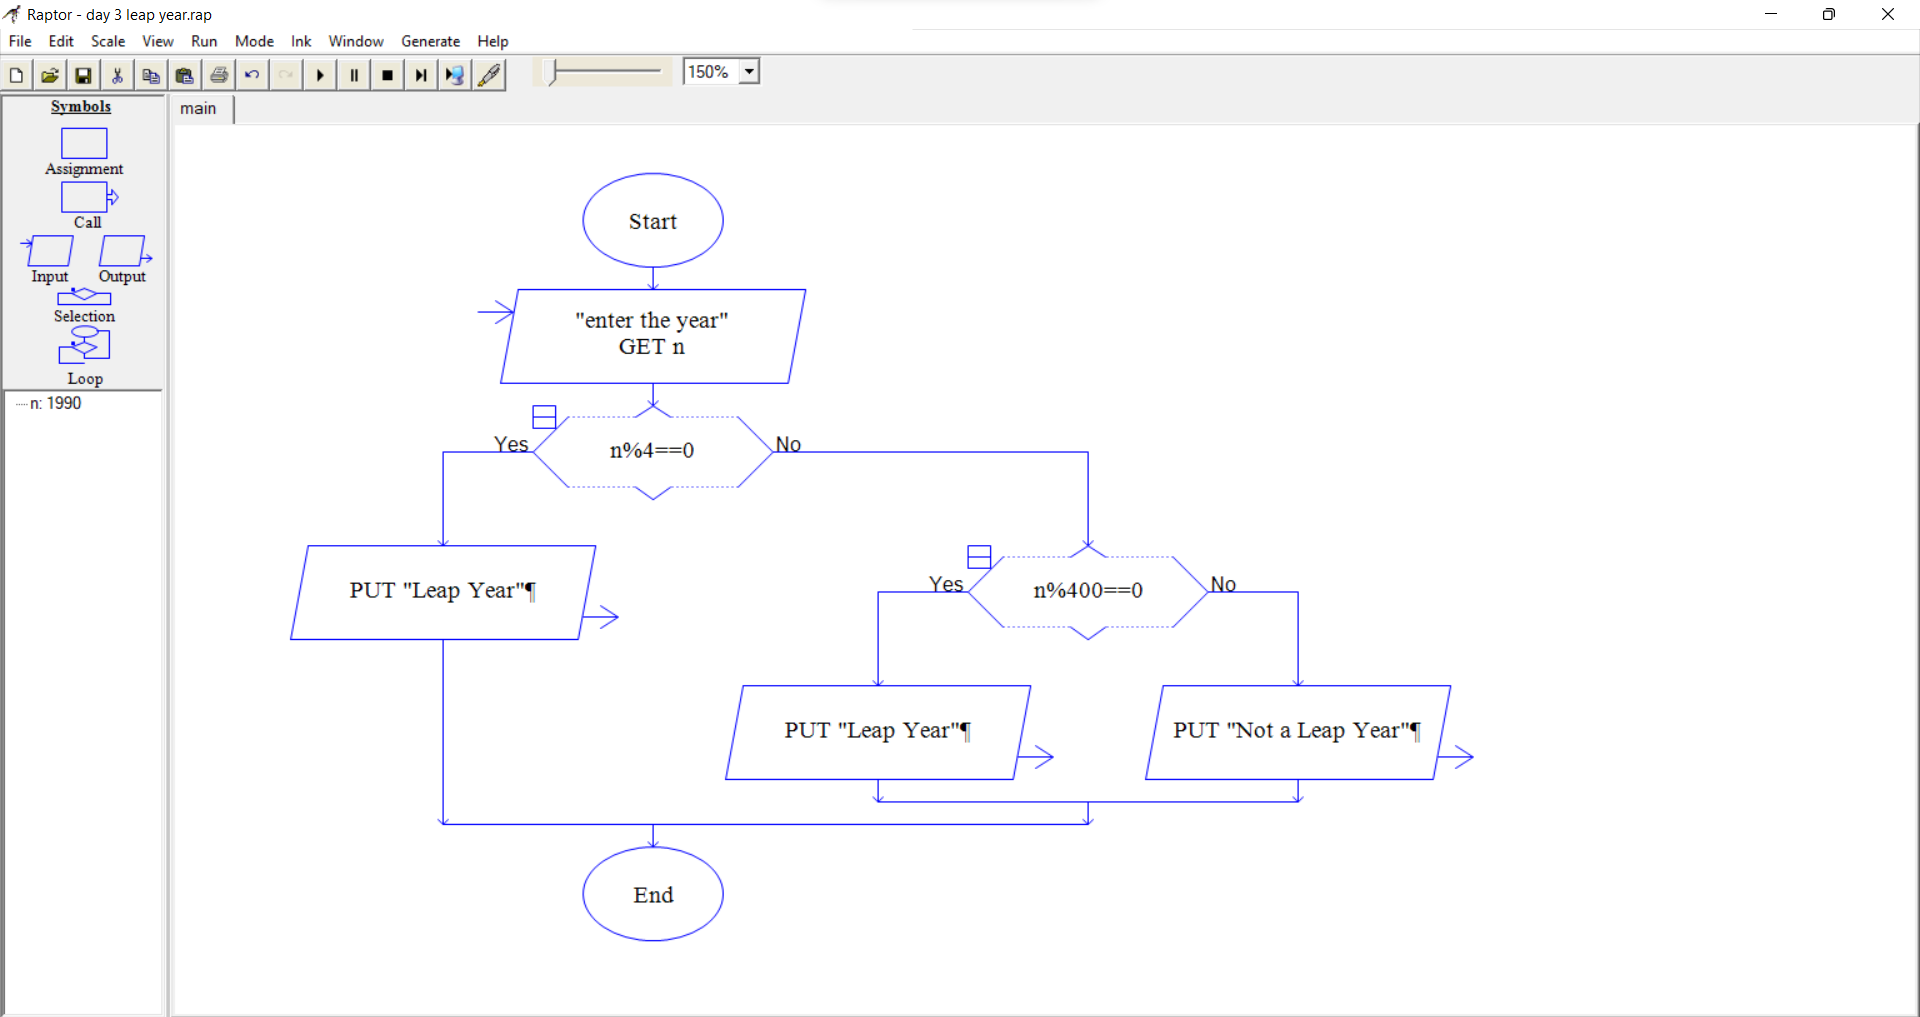 Raptor - day 3 leap year.rap
File Edit Scale View Run Mode Ink Window Generate Help
150%
Symbols
main
Assignment
Call
Input Output
Selection
Loop
n: 1990
Start
"enter the year"
GET n
Yes n%4==0 No
PUT "Leap Year"¶
Yes n%400==0 No
PUT "Leap Year"¶
PUT "Not a Leap Year"¶
End